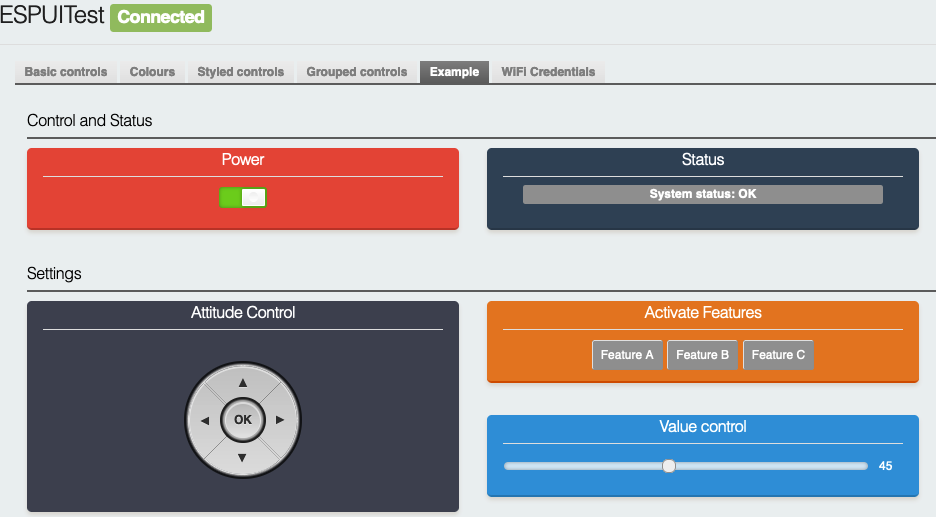 ESPUITest Connected
Basic controls Colours Styled controls Grouped controls Example WiFi Credentials
Control and Status
Power
Status
System status: OK
Settings
Attitude Control
▲
◄ OK ►
▼
Activate Features
Feature A Feature B Feature C
Value control
45